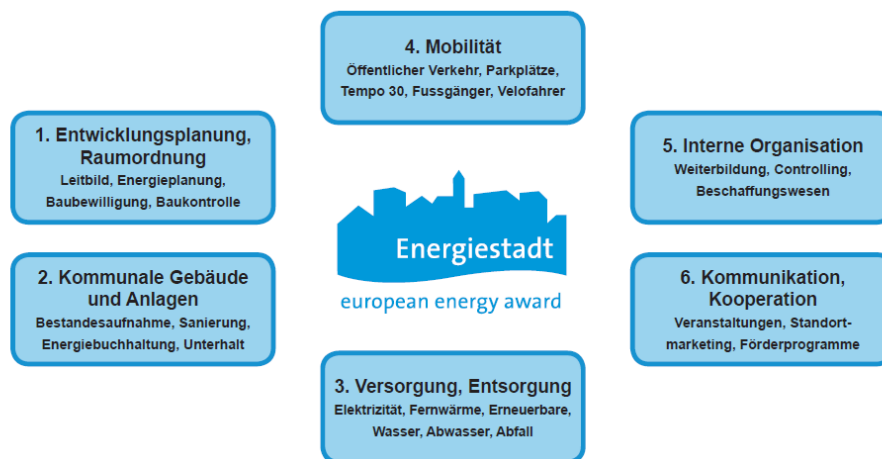 4. Mobilität
Öffentlicher Verkehr, Parkplätze,
Tempo 30, Fussgänger, Velofahrer
1. Entwicklungsplanung,
Raumordnung
Leitbild, Energieplanung,
Baubewilligung, Baukontrolle
5. Interne Organisation
Weiterbildung, Controlling,
Beschaffungswesen
Energiestadt
european energy award
2. Kommunale Gebäude
und Anlagen
Bestandesaufnahme, Sanierung,
Energiebuchhaltung, Unterhalt
6. Kommunikation,
Kooperation
Veranstaltungen, Standort-
marketing, Förderprogramme
3. Versorgung, Entsorgung
Elektrizität, Fernwärme, Erneuerbare,
Wasser, Abwasser, Abfall